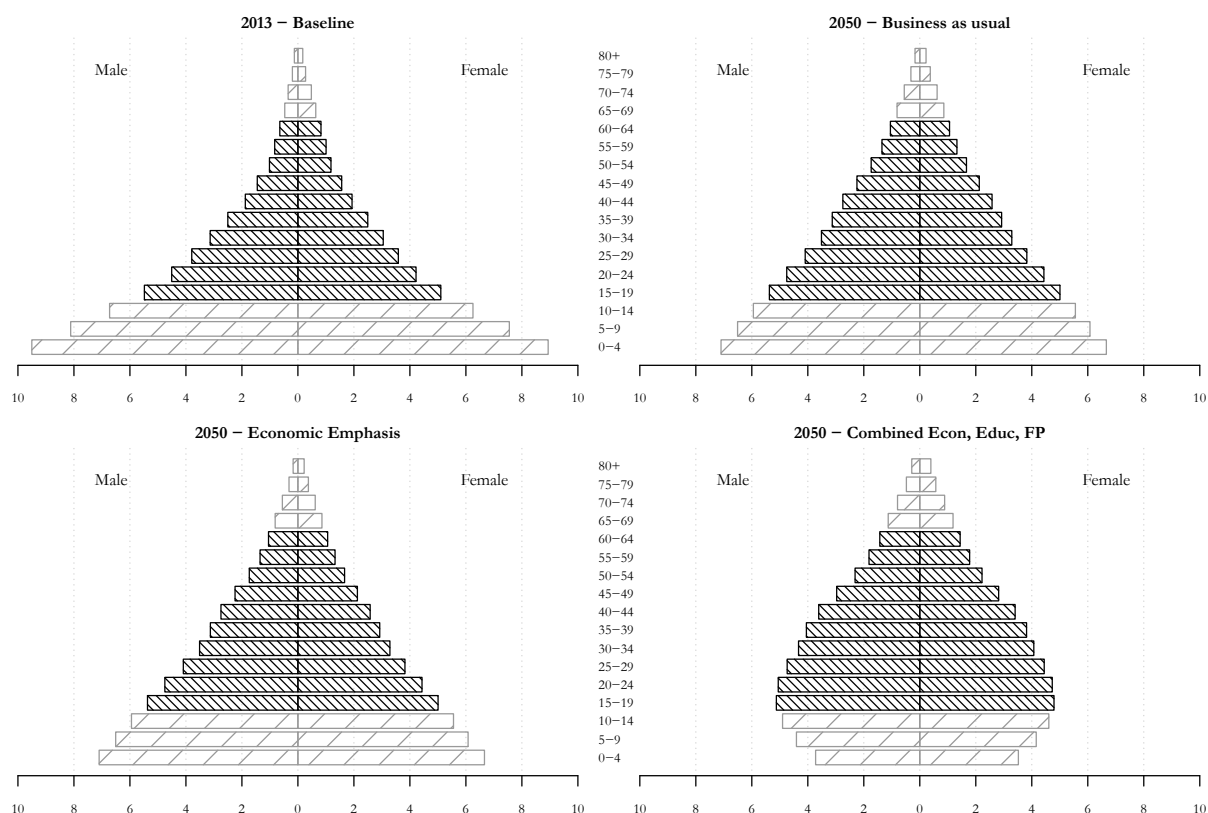 2013 − Baseline
Male
Female
10 8 6 4 2 0 2 4 6 8 10
80+
75−79
70−74
65−69
60−64
55−59
50−54
45−49
40−44
35−39
30−34
25−29
20−24
15−19
10−14
5−9
0−4
2050 − Business as usual
Male
Female
10 8 6 4 2 0 2 4 6 8 10
2050 − Economic Emphasis
Male
Female
10 8 6 4 2 0 2 4 6 8 10
80+
75−79
70−74
65−69
60−64
55−59
50−54
45−49
40−44
35−39
30−34
25−29
20−24
15−19
10−14
5−9
0−4
2050 − Combined Econ, Educ, FP
Male
Female
10 8 6 4 2 0 2 4 6 8 10